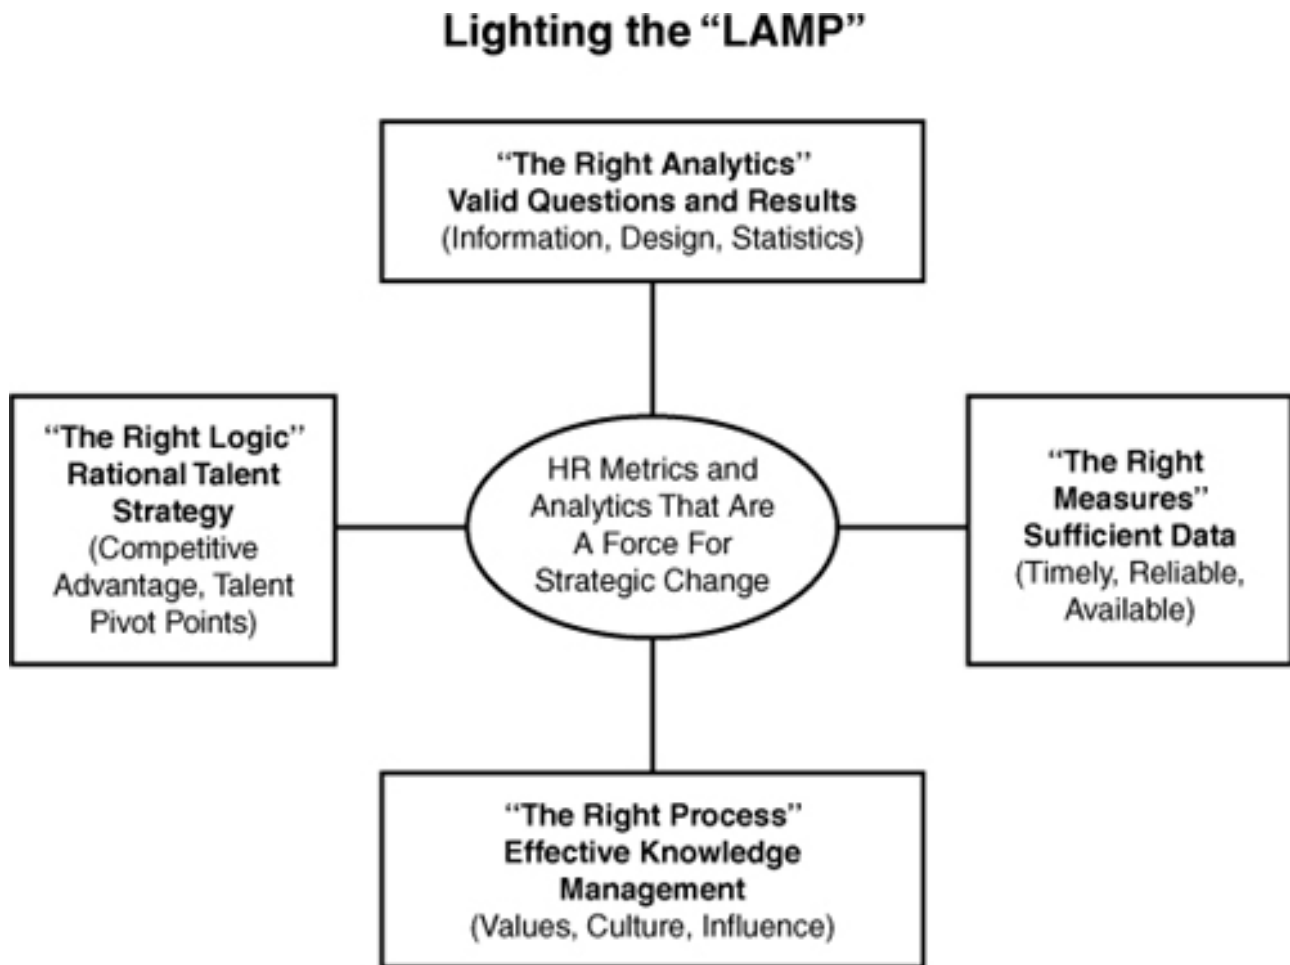 Lighting the “LAMP”
“The Right Analytics”
Valid Questions and Results
(Information, Design, Statistics)
“The Right Logic”
Rational Talent
Strategy
(Competitive
Advantage, Talent
Pivot Points)
HR Metrics and
Analytics That Are
A Force For
Strategic Change
“The Right
Measures”
Sufficient Data
(Timely, Reliable,
Available)
“The Right Process”
Effective Knowledge
Management
(Values, Culture, Influence)